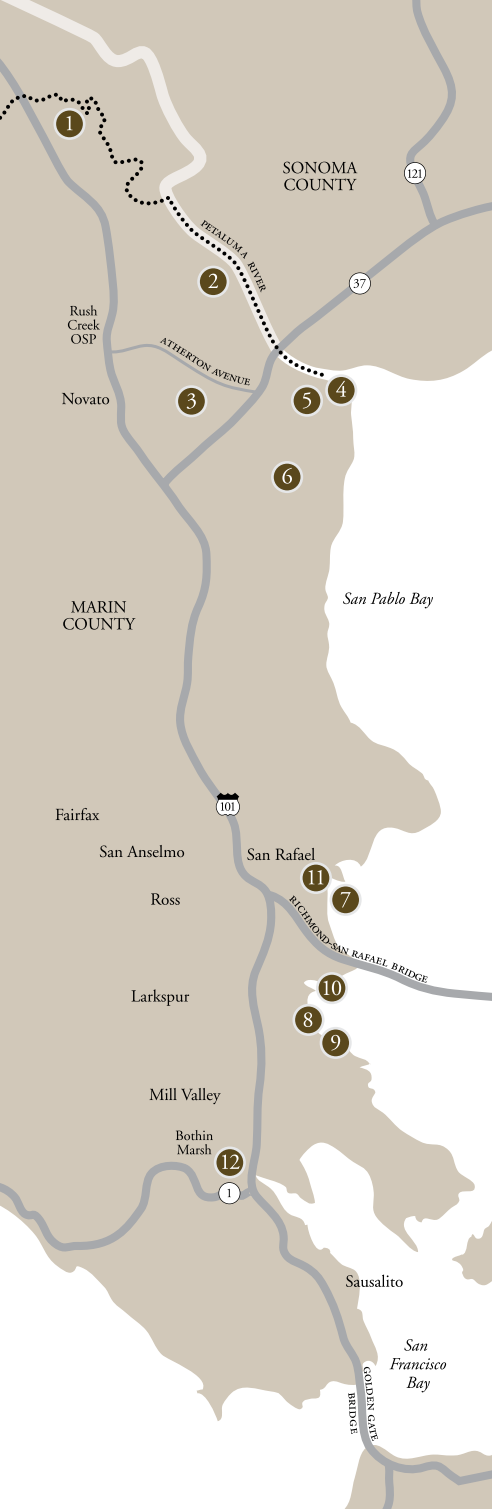 1
SONOMA
COUNTY
121
PETALUMA RIVER
2
37
Rush
Creek
OSP
ATHERTON AVENUE
Novato
3
5
4
6
San Pablo Bay
MARIN
COUNTY
101
Fairfax
San Anselmo
San Rafael
11
7
Ross
RICHMOND-SAN RAFAEL BRIDGE
10
Larkspur
8
9
Mill Valley
Bothin
Marsh
12
1
Sausalito
San
Francisco
Bay
GOLDEN GATE
BRIDGE